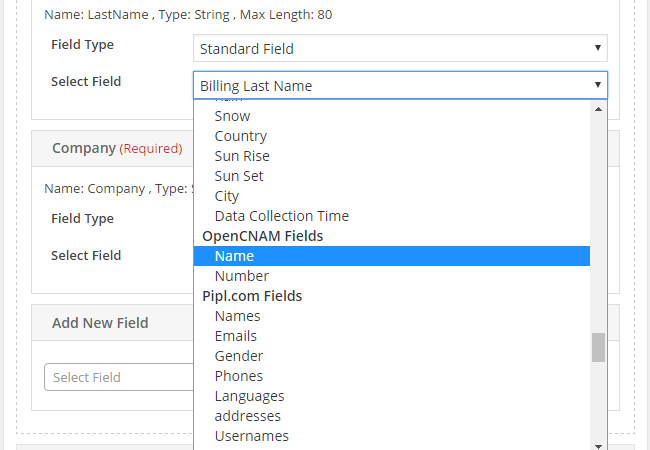 Name: LastName , Type: String , Max Length: 80
Field Type
Standard Field
Select Field
Billing Last Name
Snow
Country
Sun Rise
Sun Set
City
Data Collection Time
OpenCNAM Fields
Name
Number
Pipl.com Fields
Names
Emails
Gender
Phones
Languages
addresses
Usernames
Company (Required)
Name: Company , Type:
Field Type
Select Field
Add New Field
Select Field